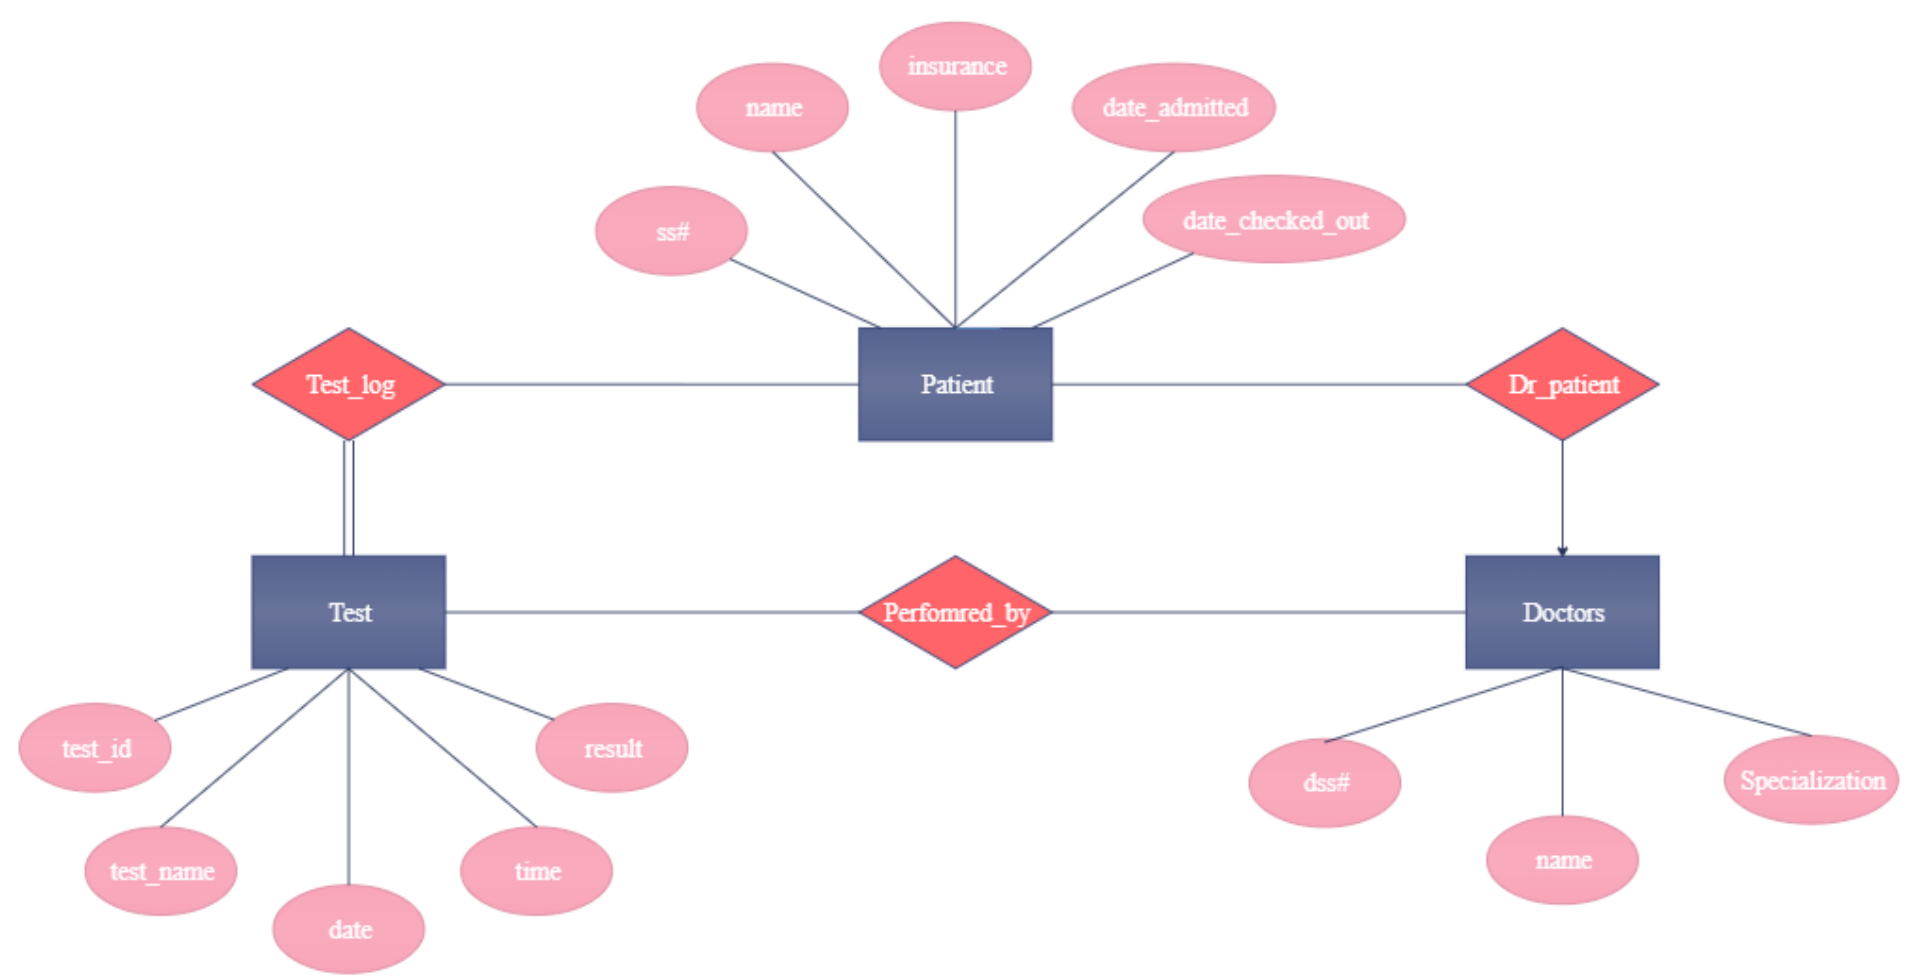 insurance
name
date_admitted
ss#
date_checked_out
Test_log
Patient
Dr_patient
Test
Perfomred_by
Doctors
test_id
result
dss#
Specialization
test_name
time
name
date